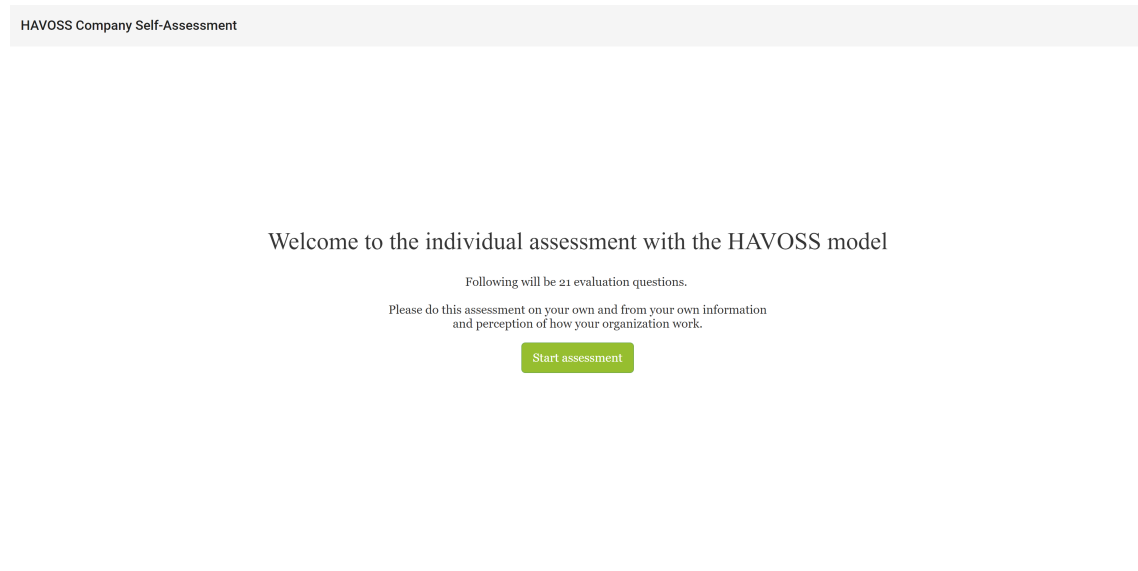 HAVOSS Company Self-Assessment
Welcome to the individual assessment with the HAVOSS model
Following will be 21 evaluation questions.
Please do this assessment on your own and from your own information
and perception of how your organization work.
Start assessment